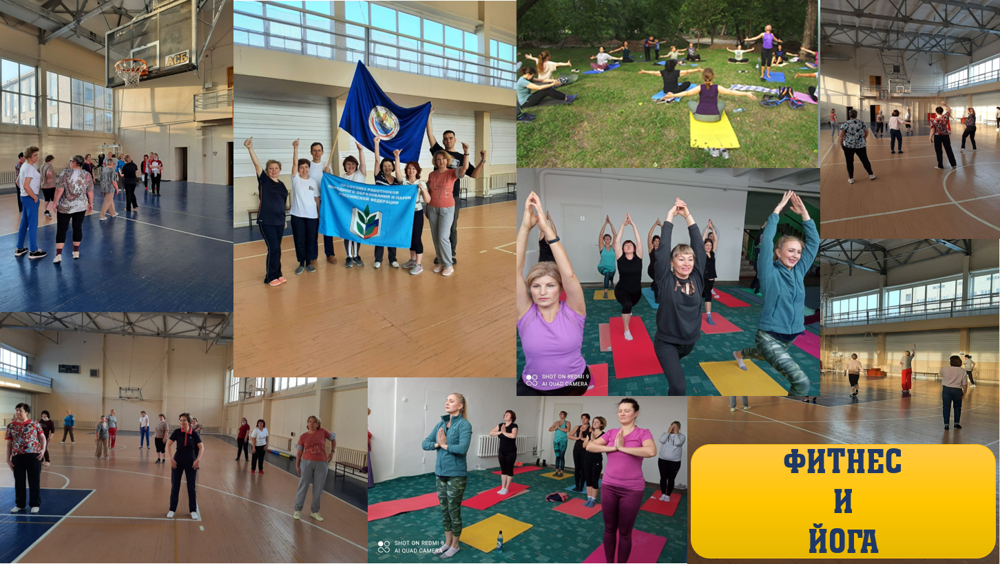 ACE
ПРОФСОЮЗ РАБОТНИКОВ
НАРОДНОГО ОБРАЗОВАНИЯ И НАУКИ
РОССИЙСКОЙ ФЕДЕРАЦИИ
SHOT ON REDMI 9
AI QUAD CAMERA
SHOT ON REDMI 9
AI QUAD CAMERA
ФИТНЕС
И
ЙОГА